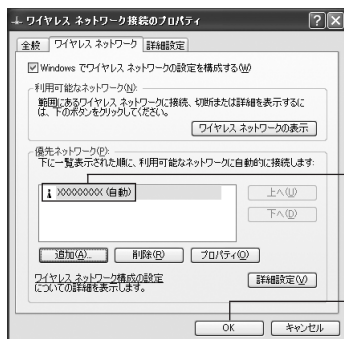 ワイヤレス ネットワーク接続のプロパティ
全般 ワイヤレス ネットワーク 詳細設定
Windows でワイヤレス ネットワークの設定を構成する(W)
利用可能なネットワーク(N):
範囲にあるワイヤレス ネットワークに接続、切断または詳細を表示するには、下のボタンをクリックしてください。
ワイヤレス ネットワークの表示
優先ネットワーク(P):
下に一覧表示された順に、利用可能なネットワークに自動的に接続します:
XXXXXXXX (自動)
上へ(U)
下へ(D)
追加(A)... 削除(R) プロパティ(O)
ワイヤレス ネットワーク構成の設定
についての詳細を表示します。
詳細設定(V)
OK キャンセル